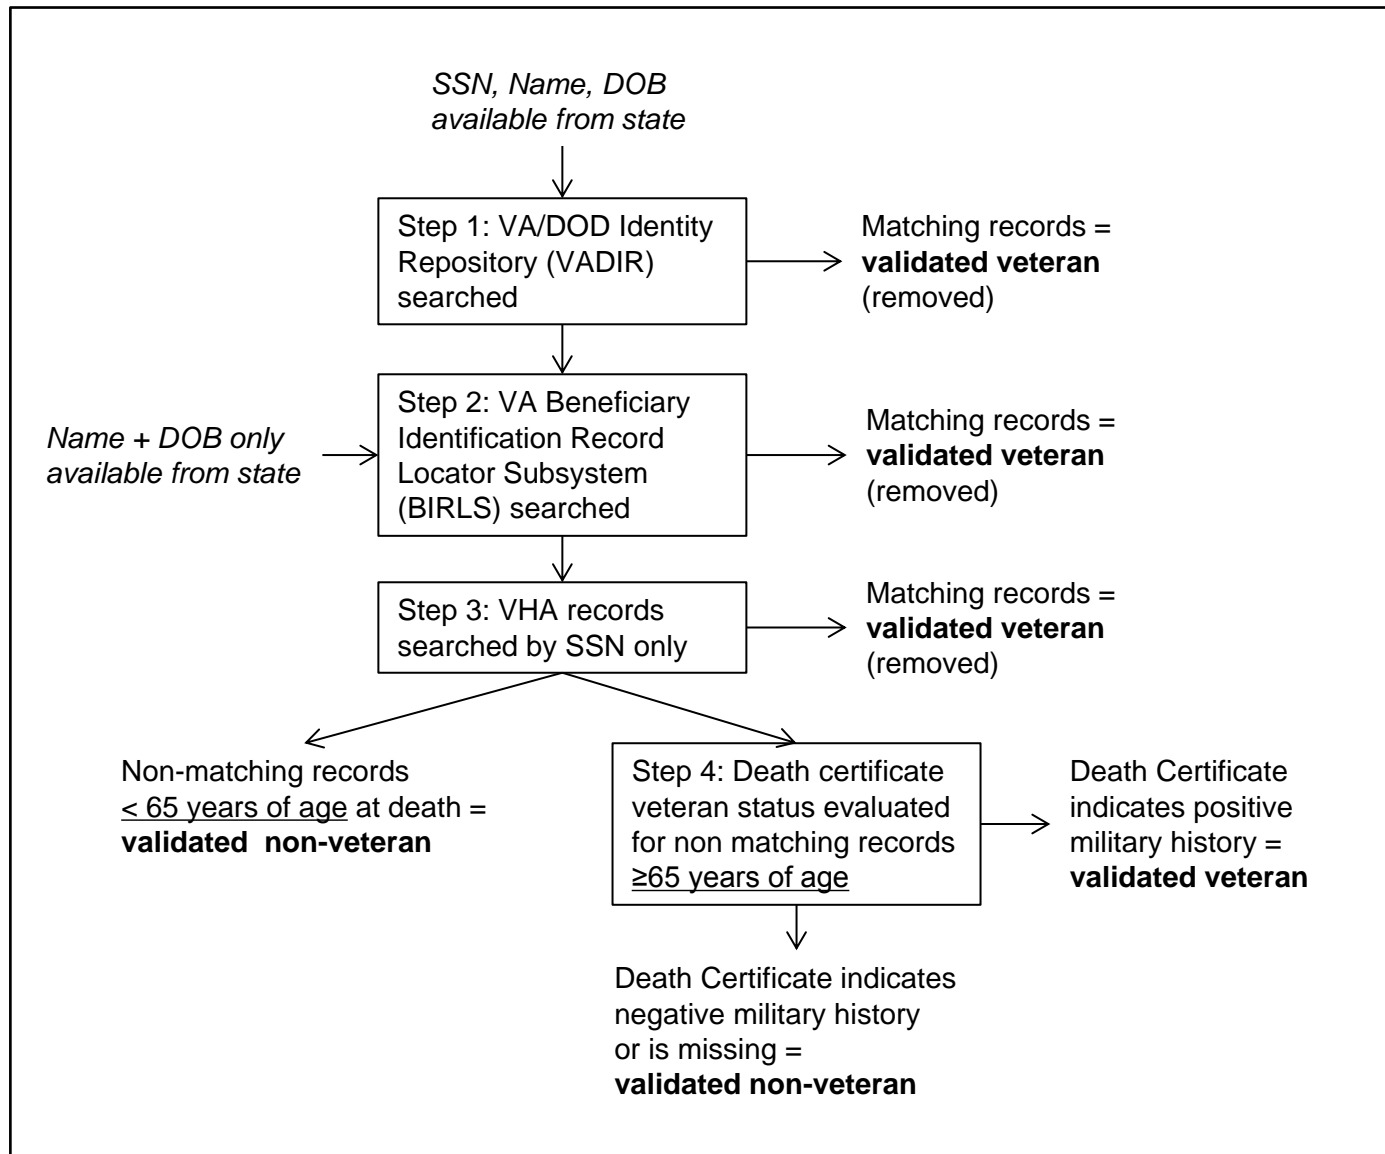 SSN, Name, DOB
available from state
Step 1: VA/DOD Identity
Repository (VADIR)
searched
Matching records =
validated veteran
(removed)
Name + DOB only
available from state
Step 2: VA Beneficiary
Identification Record
Locator Subsystem
(BIRLS) searched
Matching records =
validated veteran
(removed)
Step 3: VHA records
searched by SSN only
Matching records =
validated veteran
(removed)
Non-matching records
< 65 years of age at death =
validated  non-veteran
Step 4: Death certificate
veteran status evaluated
for non matching records
≥65 years of age
Death Certificate
indicates positive
military history =
validated veteran
Death Certificate indicates
negative military history
or is missing =
validated non-veteran